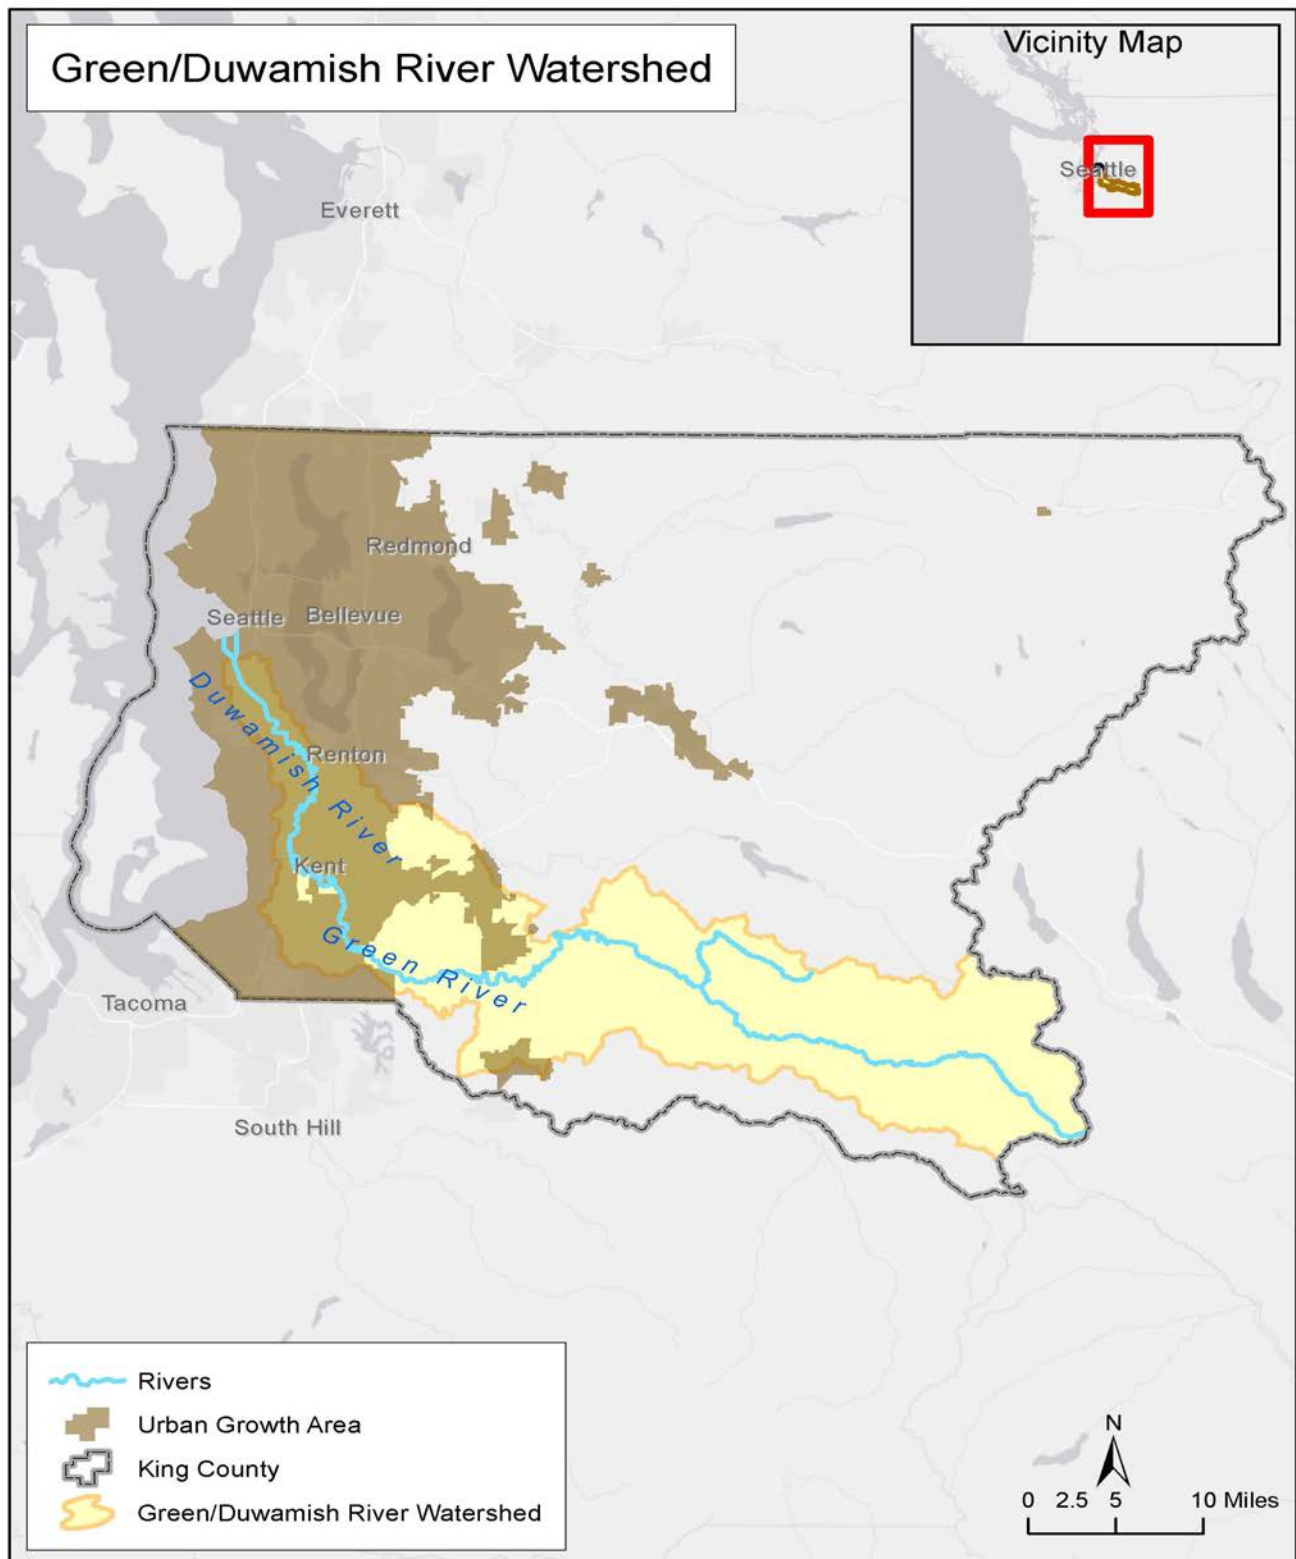 Green/Duwamish River Watershed
Vicinity Map
Seattle
Everett
Redmond
Seattle
Bellevue
Duwamish River
Renton
Kent
Green River
Tacoma
South Hill
Rivers
Urban Growth Area
King County
Green/Duwamish River Watershed
N
0 2.5 5 10 Miles